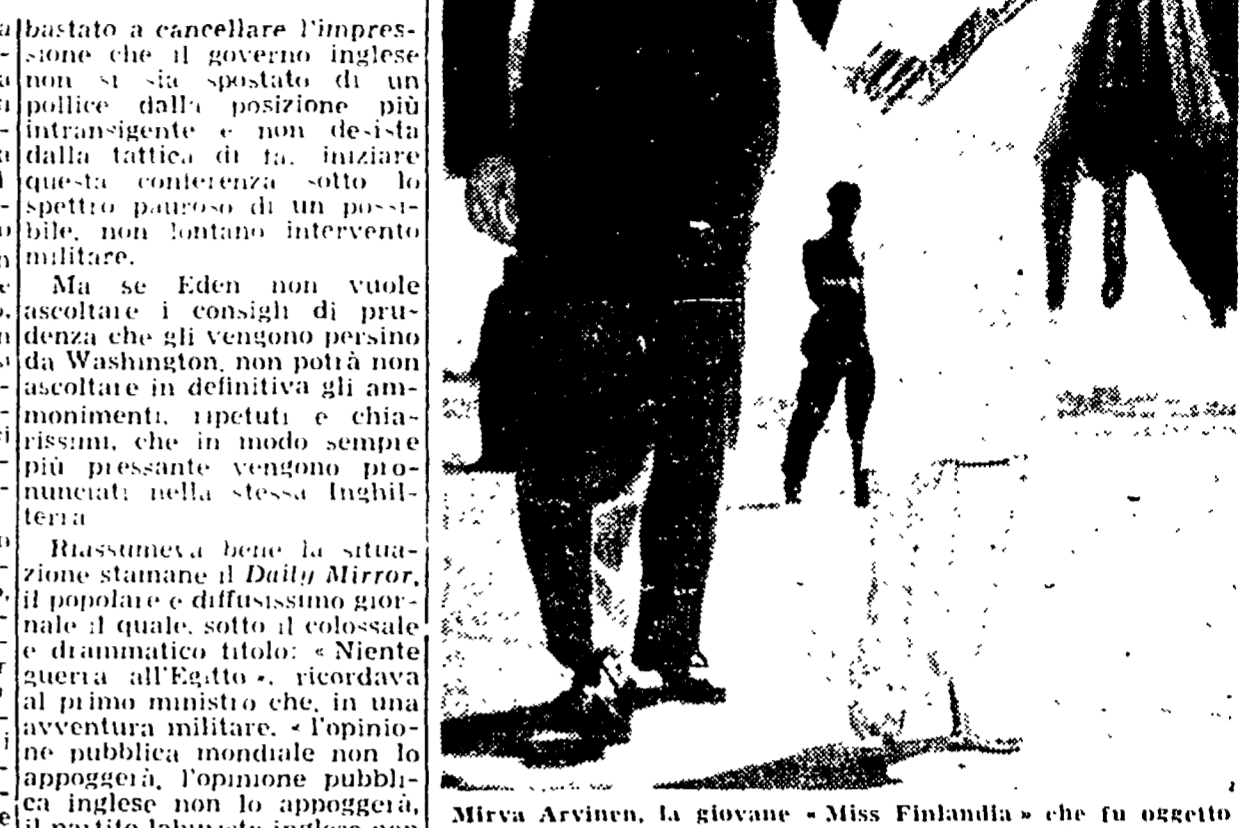 bastato a cancellare l'impres-
sione che il governo inglese
non si sia spostato di un
pollice dalla posizione più
intransigente e non desista
dalla tattica di fa. iniziare
questa conferenza sotto lo
spettro pauroso di un possi-
bile, non lontano intervento
militare.
Ma se Eden non vuole
ascoltare i consigli di pru-
denza che gli vengono persino
da Washington, non potrà non
ascoltare in definitiva gli am-
monimenti, ripetuti e chia-
rissimi, che in modo sempre
più pressante vengono pro-
nunciati nella stessa Inghil-
terra
Riassumeva bene la situa-
zione stamane il Daily Mirror,
il popolare e diffusissimo gior-
nale il quale, sotto il colossale
e drammatico titolo: « Niente
guerra all'Egitto », ricordava
al primo ministro che, in una
avventura militare, « l'opinio-
ne pubblica mondiale non lo
appoggerà, l'opinione pubbli-
ca inglese non lo appoggerà,
il partito laburista inglese non
Mirva Arvinen, la giovane « Miss Finlandia » che fu oggetto